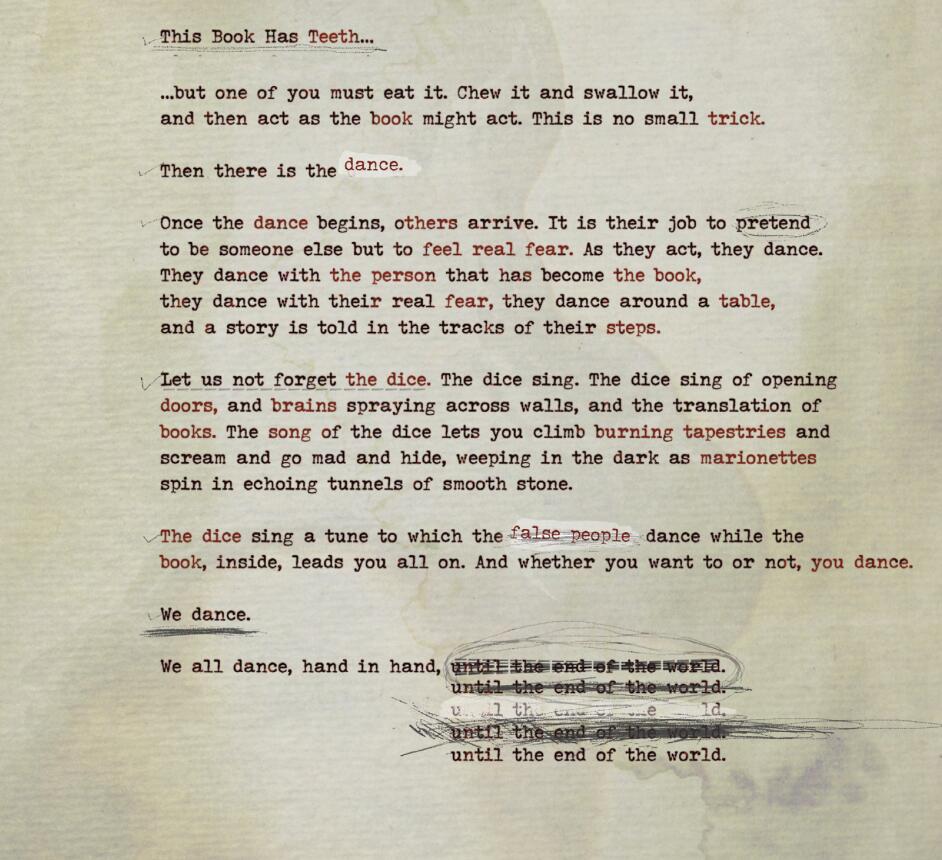 This Book Has Teeth...
...but one of you must eat it. Chew it and swallow it,
and then act as the book might act. This is no small trick.
Then there is the dance.
Once the dance begins, others arrive. It is their job to pretend
to be someone else but to feel real fear. As they act, they dance.
They dance with the person that has become the book,
they dance with their real fear, they dance around a table,
and a story is told in the tracks of their steps.
Let us not forget the dice. The dice sing. The dice sing of opening
doors, and brains spraying across walls, and the translation of
books. The song of the dice lets you climb burning tapestries and
scream and go mad and hide, weeping in the dark as marionettes
spin in echoing tunnels of smooth stone.
The dice sing a tune to which the false people dance while the
book, inside, leads you all on. And whether you want to or not, you dance.
We dance.
We all dance, hand in hand, until the end of the world.
until the end of the world.
until the end of the world.
until the end of the world.
until the end of the world.